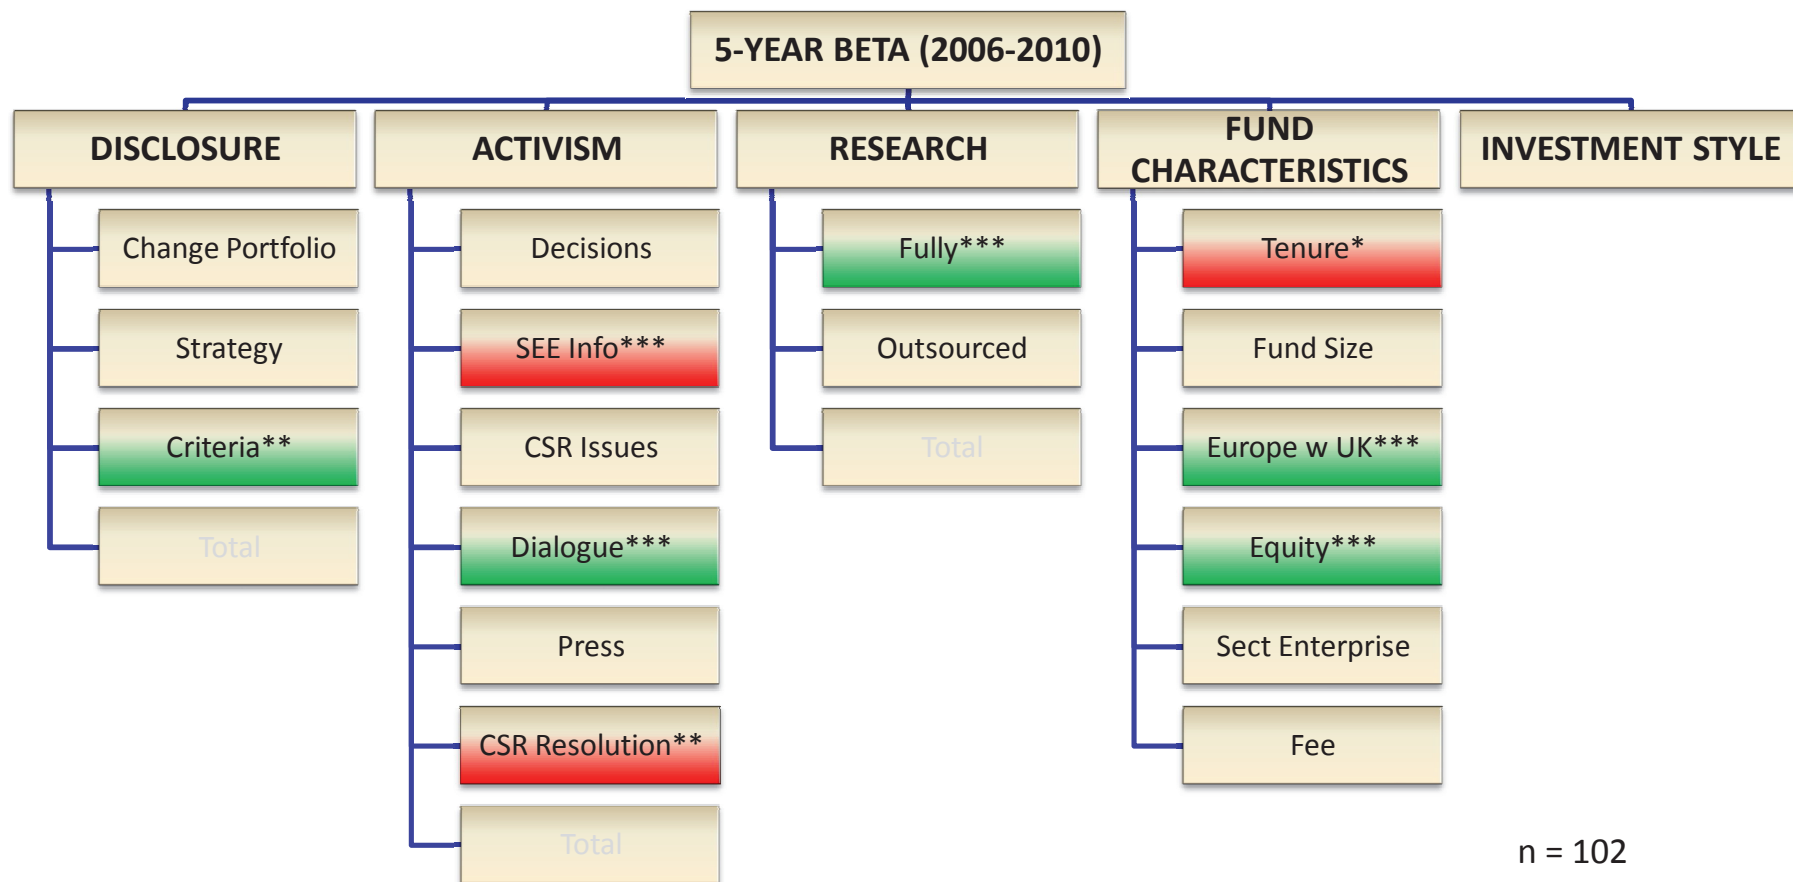 5-YEAR BETA (2006-2010)
DISCLOSURE
Change Portfolio
Strategy
Criteria**
Total
ACTIVISM
Decisions
SEE Info***
CSR Issues
Dialogue***
Press
CSR Resolution**
Total
RESEARCH
Fully***
Outsourced
Total
FUND
CHARACTERISTICS
Tenure*
Fund Size
Europe w UK***
Equity***
Sect Enterprise
Fee
INVESTMENT STYLE
n = 102